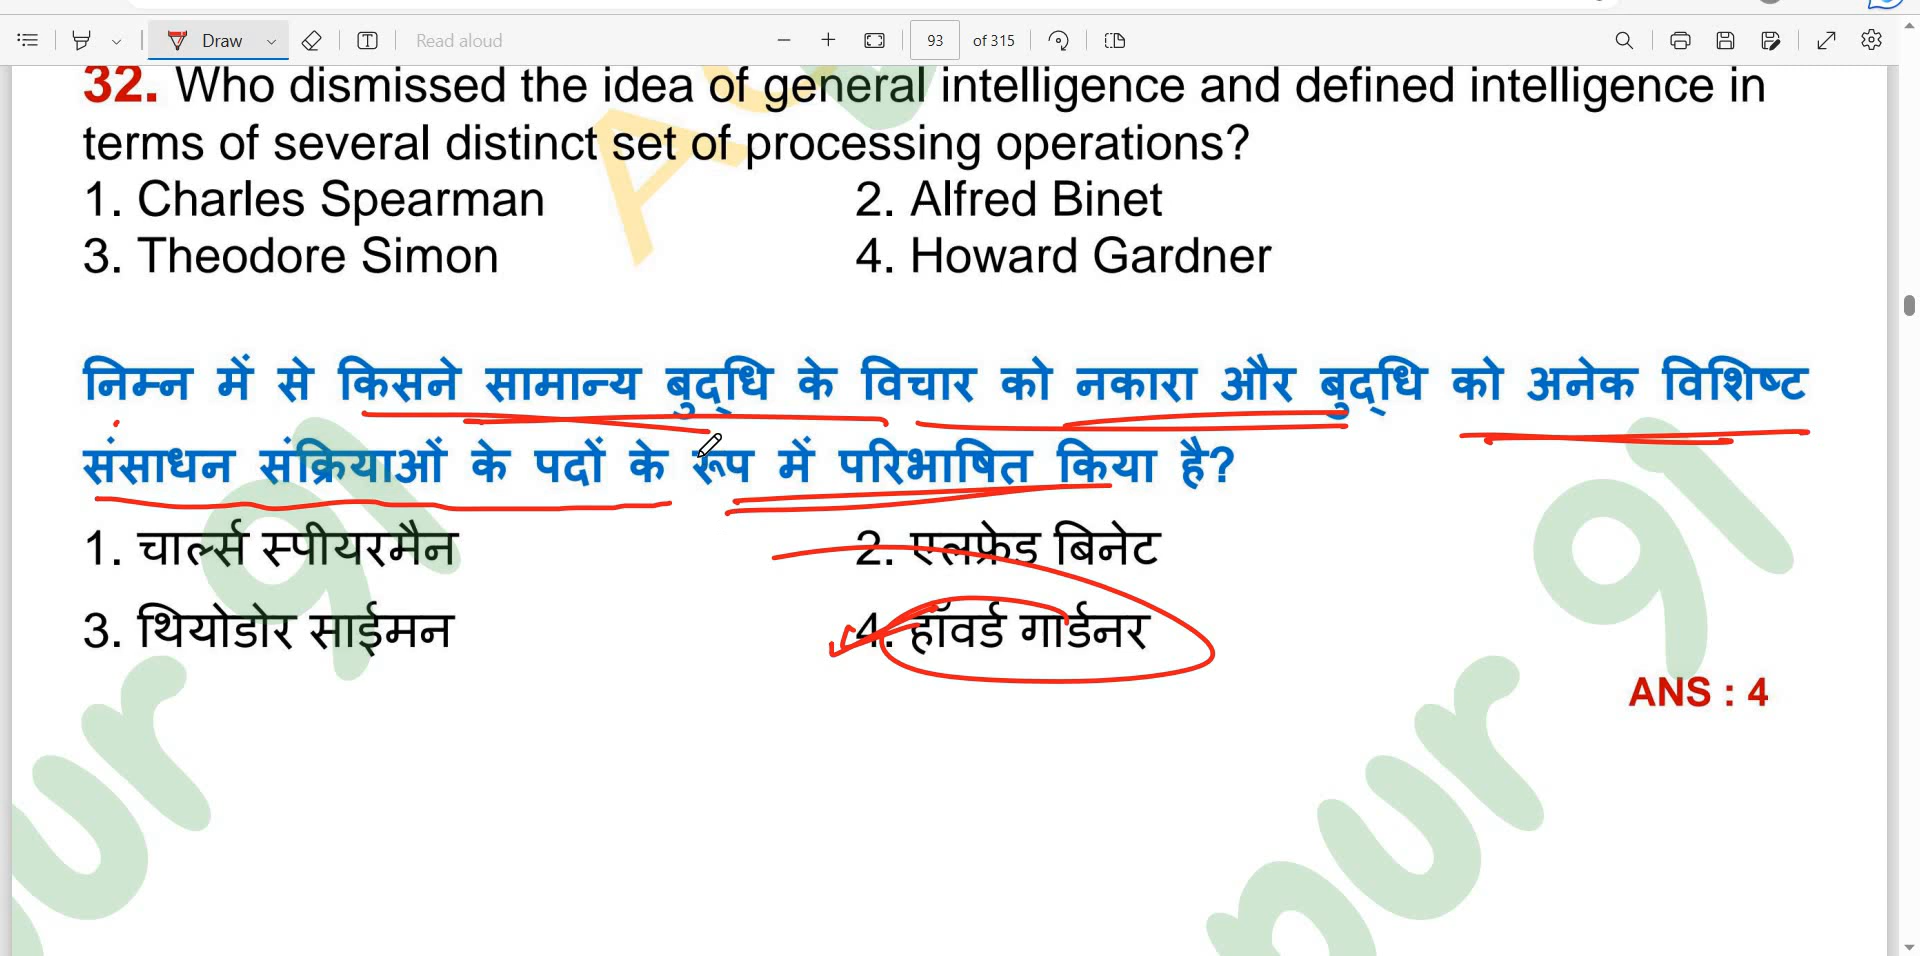 Draw
Read aloud
93 of 315
32. Who dismissed the idea of general intelligence and defined intelligence in
terms of several distinct set of processing operations?
1. Charles Spearman 2. Alfred Binet
3. Theodore Simon 4. Howard Gardner
निम्न में से किसने सामान्य बुद्धि के विचार को नकारा और बुद्धि को अनेक विशिष्ट
संसाधन संक्रियाओं के पदों के रूप में परिभाषित किया है?
1. चार्ल्स स्पीयरमैन 2. एलफ्रेड बिनेट
3. थियोडोर साईमन 4. हॉवर्ड गार्डनर
ANS : 4